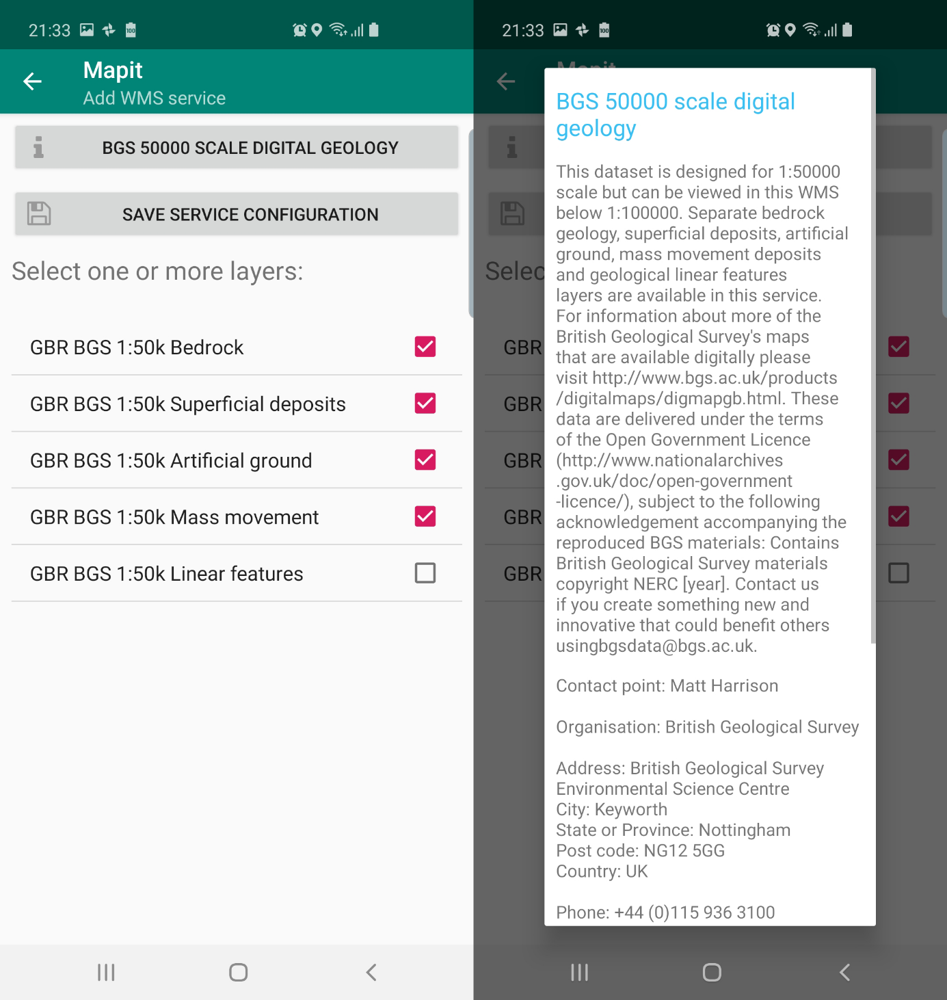 21:33
100
Mapit
Add WMS service
BGS 50000 SCALE DIGITAL GEOLOGY
SAVE SERVICE CONFIGURATION
Select one or more layers:
GBR BGS 1:50k Bedrock
GBR BGS 1:50k Superficial deposits
GBR BGS 1:50k Artificial ground
GBR BGS 1:50k Mass movement
GBR BGS 1:50k Linear features
21:33
100
Mapit
Selec
GBR
GBR
GBR
GBR
GBR
BGS 50000 scale digital
geology
This dataset is designed for 1:50000
scale but can be viewed in this WMS
below 1:100000. Separate bedrock
geology, superficial deposits, artificial
ground, mass movement deposits
and geological linear features
layers are available in this service.
For information about more of the
British Geological Survey's maps
that are available digitally please
visit http://www.bgs.ac.uk/products
/digitalmaps/digmapgb.html. These
data are delivered under the terms
of the Open Government Licence
(http://www.nationalarchives
.gov.uk/doc/open-government
-licence/), subject to the following
acknowledgement accompanying the
reproduced BGS materials: Contains
British Geological Survey materials
copyright NERC [year]. Contact us
if you create something new and
innovative that could benefit others
usingbgsdata@bgs.ac.uk.
Contact point: Matt Harrison
Organisation: British Geological Survey
Address: British Geological Survey
Environmental Science Centre
City: Keyworth
State or Province: Nottingham
Post code: NG12 5GG
Country: UK
Phone: +44 (0)115 936 3100